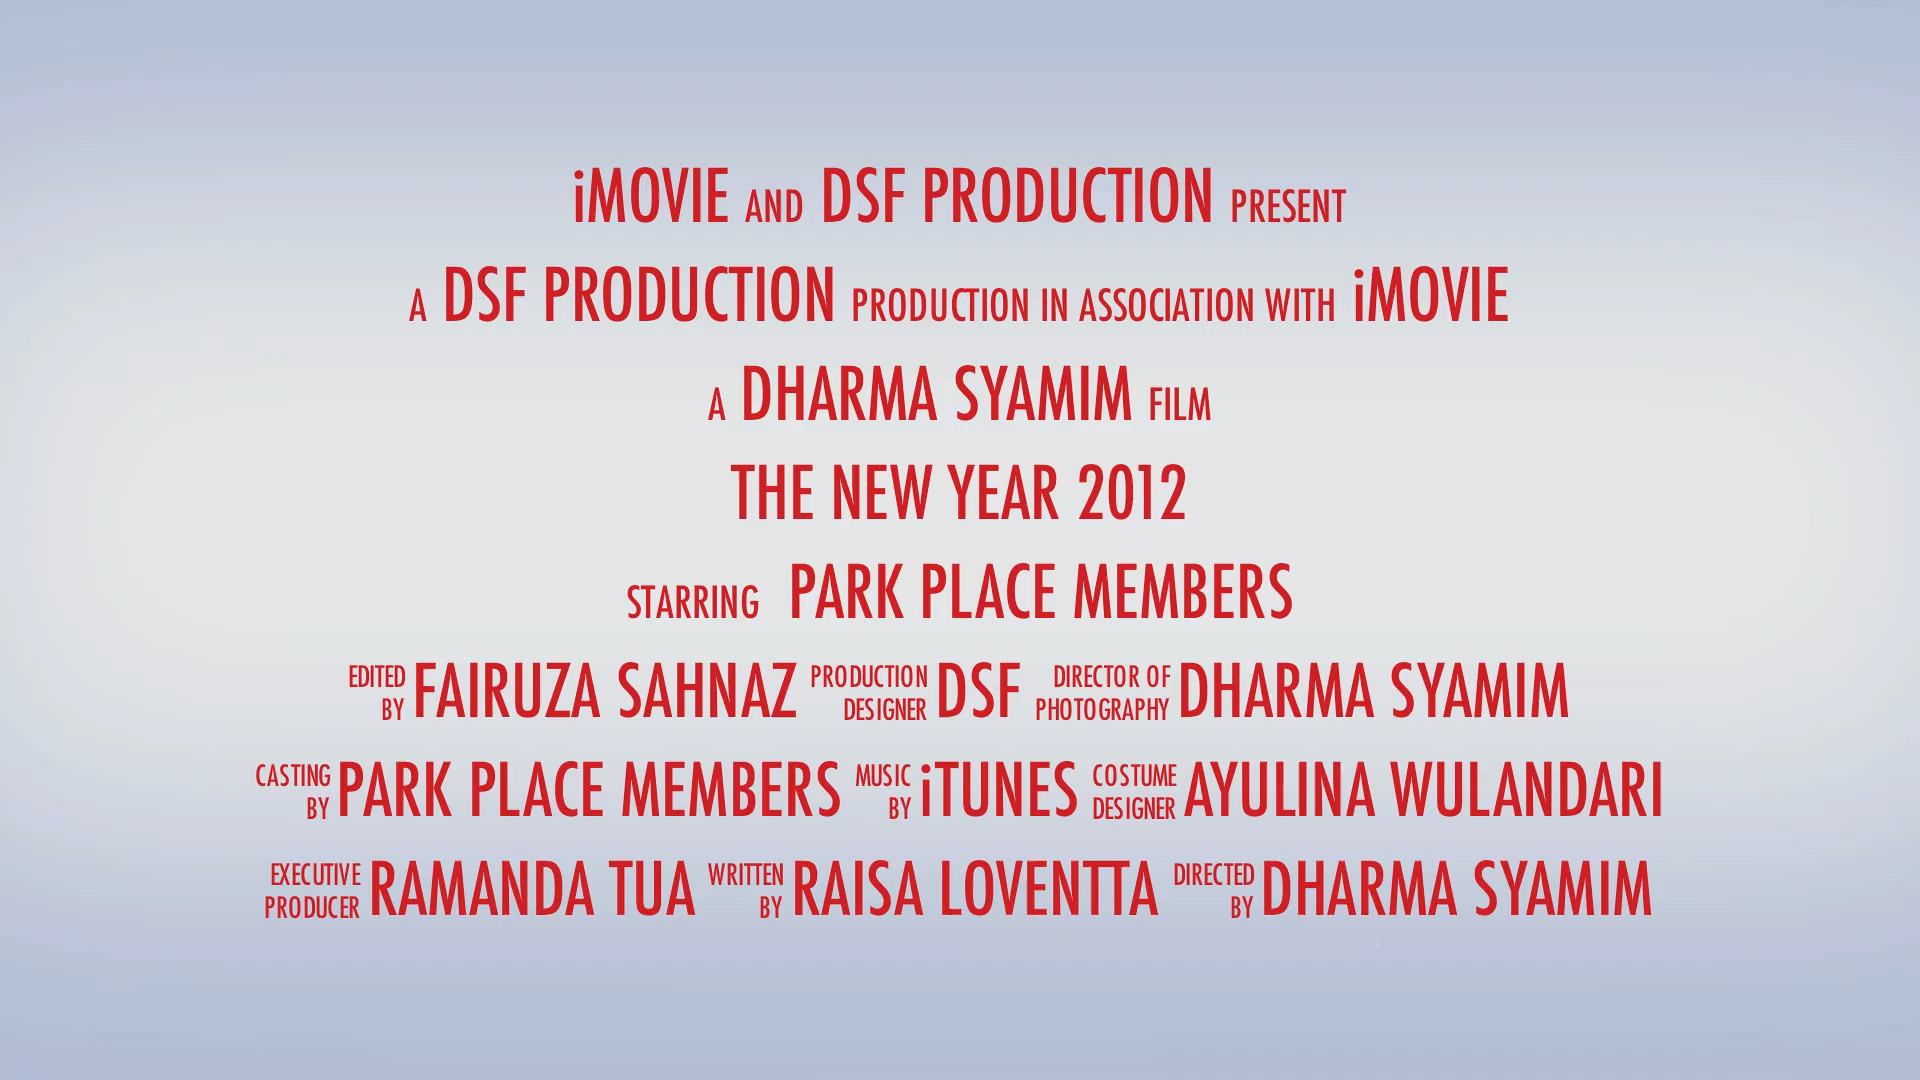 iMOVIE AND DSF PRODUCTION PRESENT
A DSF PRODUCTION PRODUCTION IN ASSOCIATION WITH iMOVIE
A DHARMA SYAMIM FILM
THE NEW YEAR 2012
STARRING PARK PLACE MEMBERS
EDITED BY FAIRUZA SAHNAZ PRODUCTION DESIGNER DSF DIRECTOR OF PHOTOGRAPHY DHARMA SYAMIM
CASTING BY PARK PLACE MEMBERS MUSIC BY iTUNES COSTUME DESIGNER AYULINA WULANDARI
EXECUTIVE PRODUCER RAMANDA TUA WRITTEN BY RAISA LOVENTTA DIRECTED BY DHARMA SYAMIM